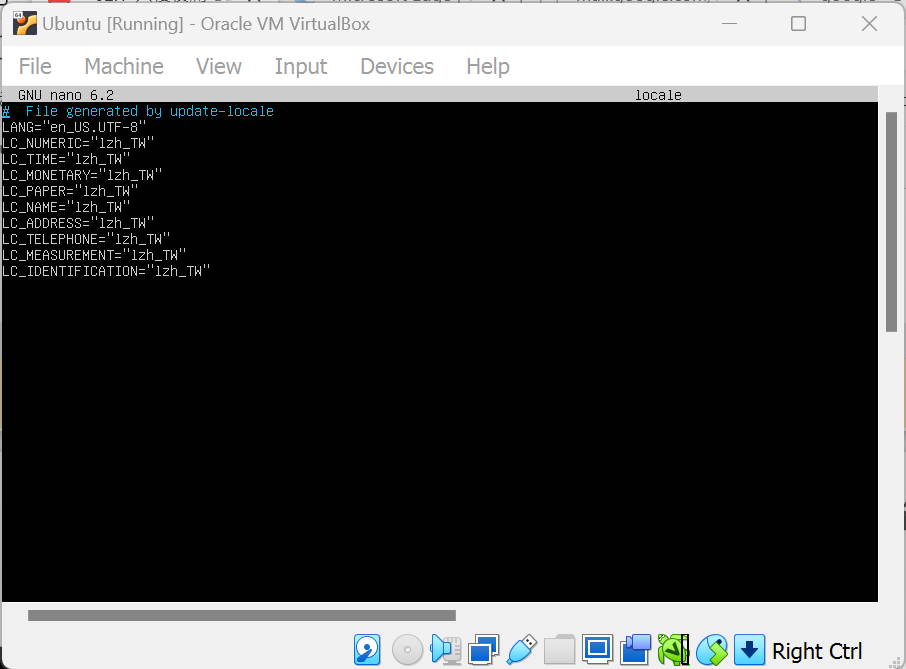 Ubuntu [Running] - Oracle VM VirtualBox
File Machine View Input Devices Help
GNU nano 6.2 locale
#  File generated by update-locale
LANG="en_US.UTF-8"
LC_NUMERIC="lzh_TW"
LC_TIME="lzh_TW"
LC_MONETARY="lzh_TW"
LC_PAPER="lzh_TW"
LC_NAME="lzh_TW"
LC_ADDRESS="lzh_TW"
LC_TELEPHONE="lzh_TW"
LC_MEASUREMENT="lzh_TW"
LC_IDENTIFICATION="lzh_TW"
Right Ctrl